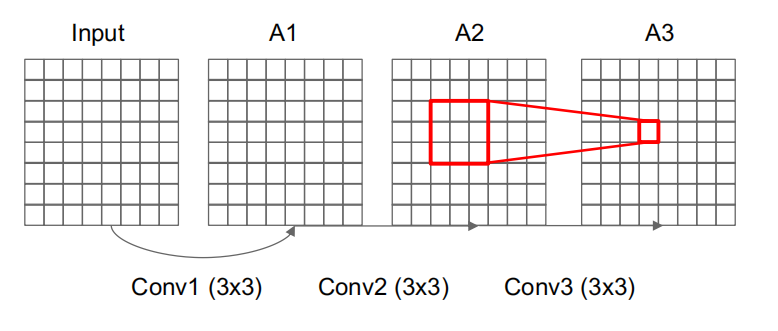 Input
A1
A2
A3
Conv1 (3x3)
Conv2 (3x3)
Conv3 (3x3)